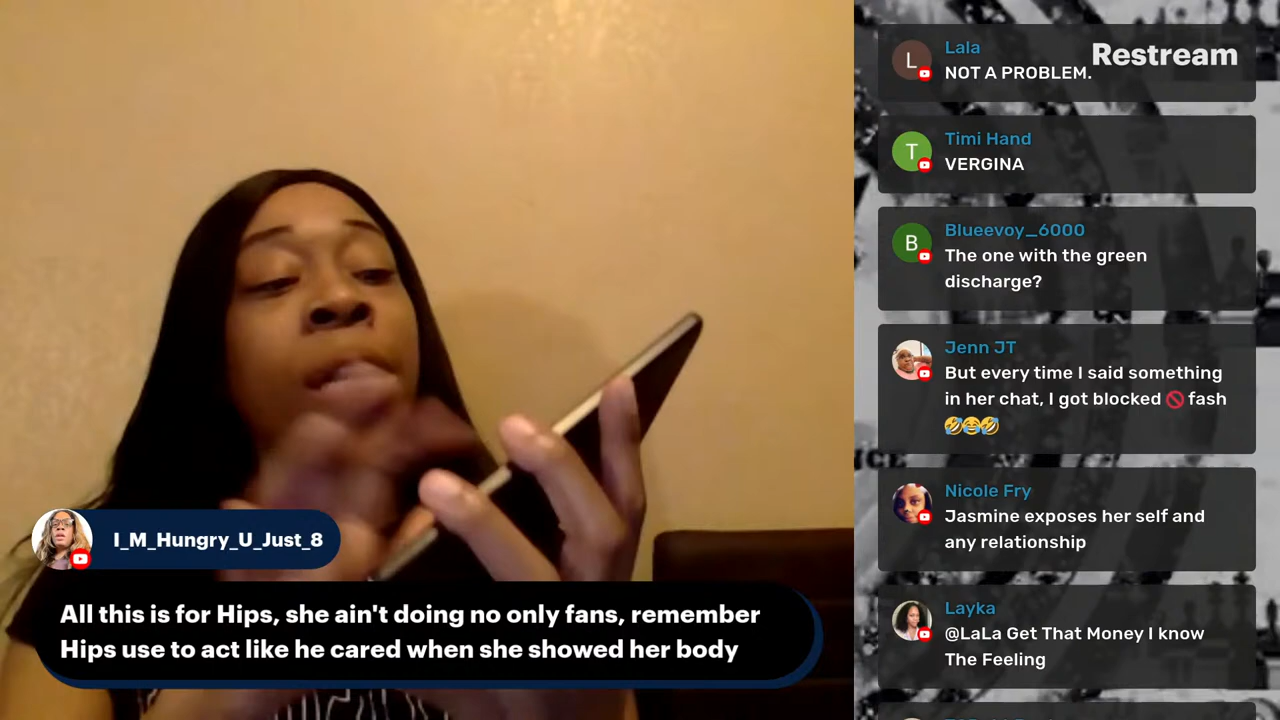 Restream
L
Lala
NOT A PROBLEM.
T
Timi Hand
VERGINA
B
Blueevoy_6000
The one with the green
discharge?
Jenn JT
But every time I said something
in her chat, I got blocked 🚫 fash
🤣😂🤣
Nicole Fry
Jasmine exposes her self and
any relationship
Layka
@LaLa Get That Money I know
The Feeling
I_M_Hungry_U_Just_8
All this is for Hips, she ain't doing no only fans, remember
Hips use to act like he cared when she showed her body